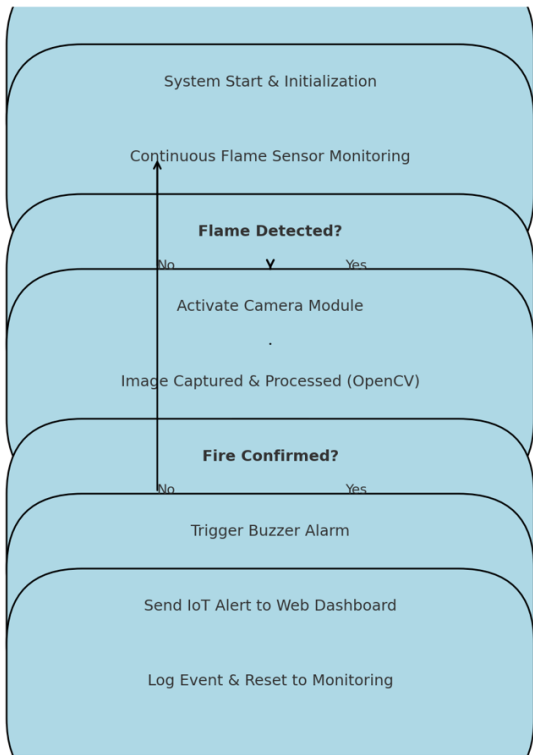 System Start & Initialization
Continuous Flame Sensor Monitoring
Flame Detected?
No Yes
Activate Camera Module
.
Image Captured & Processed (OpenCV)
Fire Confirmed?
No Yes
Trigger Buzzer Alarm
Send IoT Alert to Web Dashboard
Log Event & Reset to Monitoring